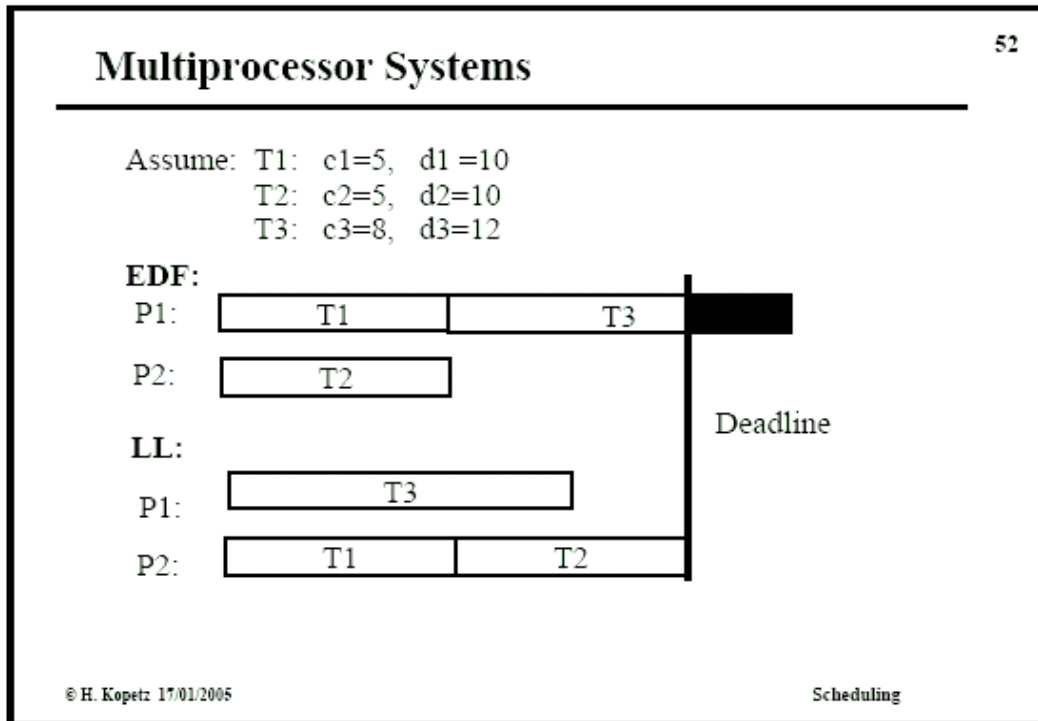 52
Multiprocessor Systems
Assume: T1: c1=5, d1 =10
T2: c2=5, d2=10
T3: c3=8, d3=12
EDF:
P1: T1 T3
P2: T2
Deadline
LL:
P1: T3
P2: T1 T2
© H. Kopetz 17/01/2005 Scheduling